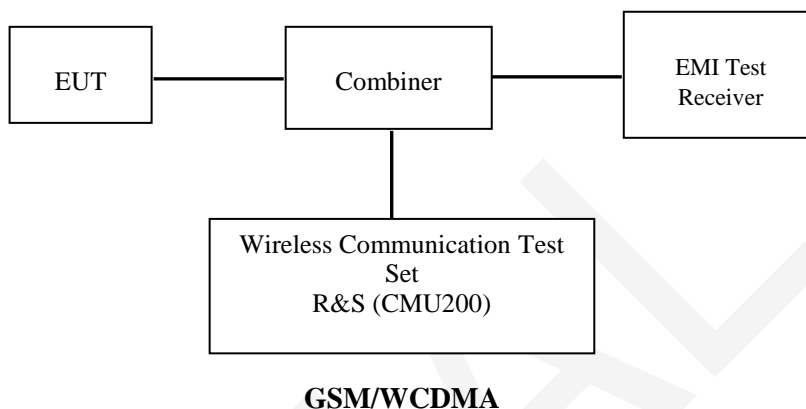 EUT
Combiner
EMI Test
Receiver
Wireless Communication Test
Set
R&S (CMU200)
GSM/WCDMA